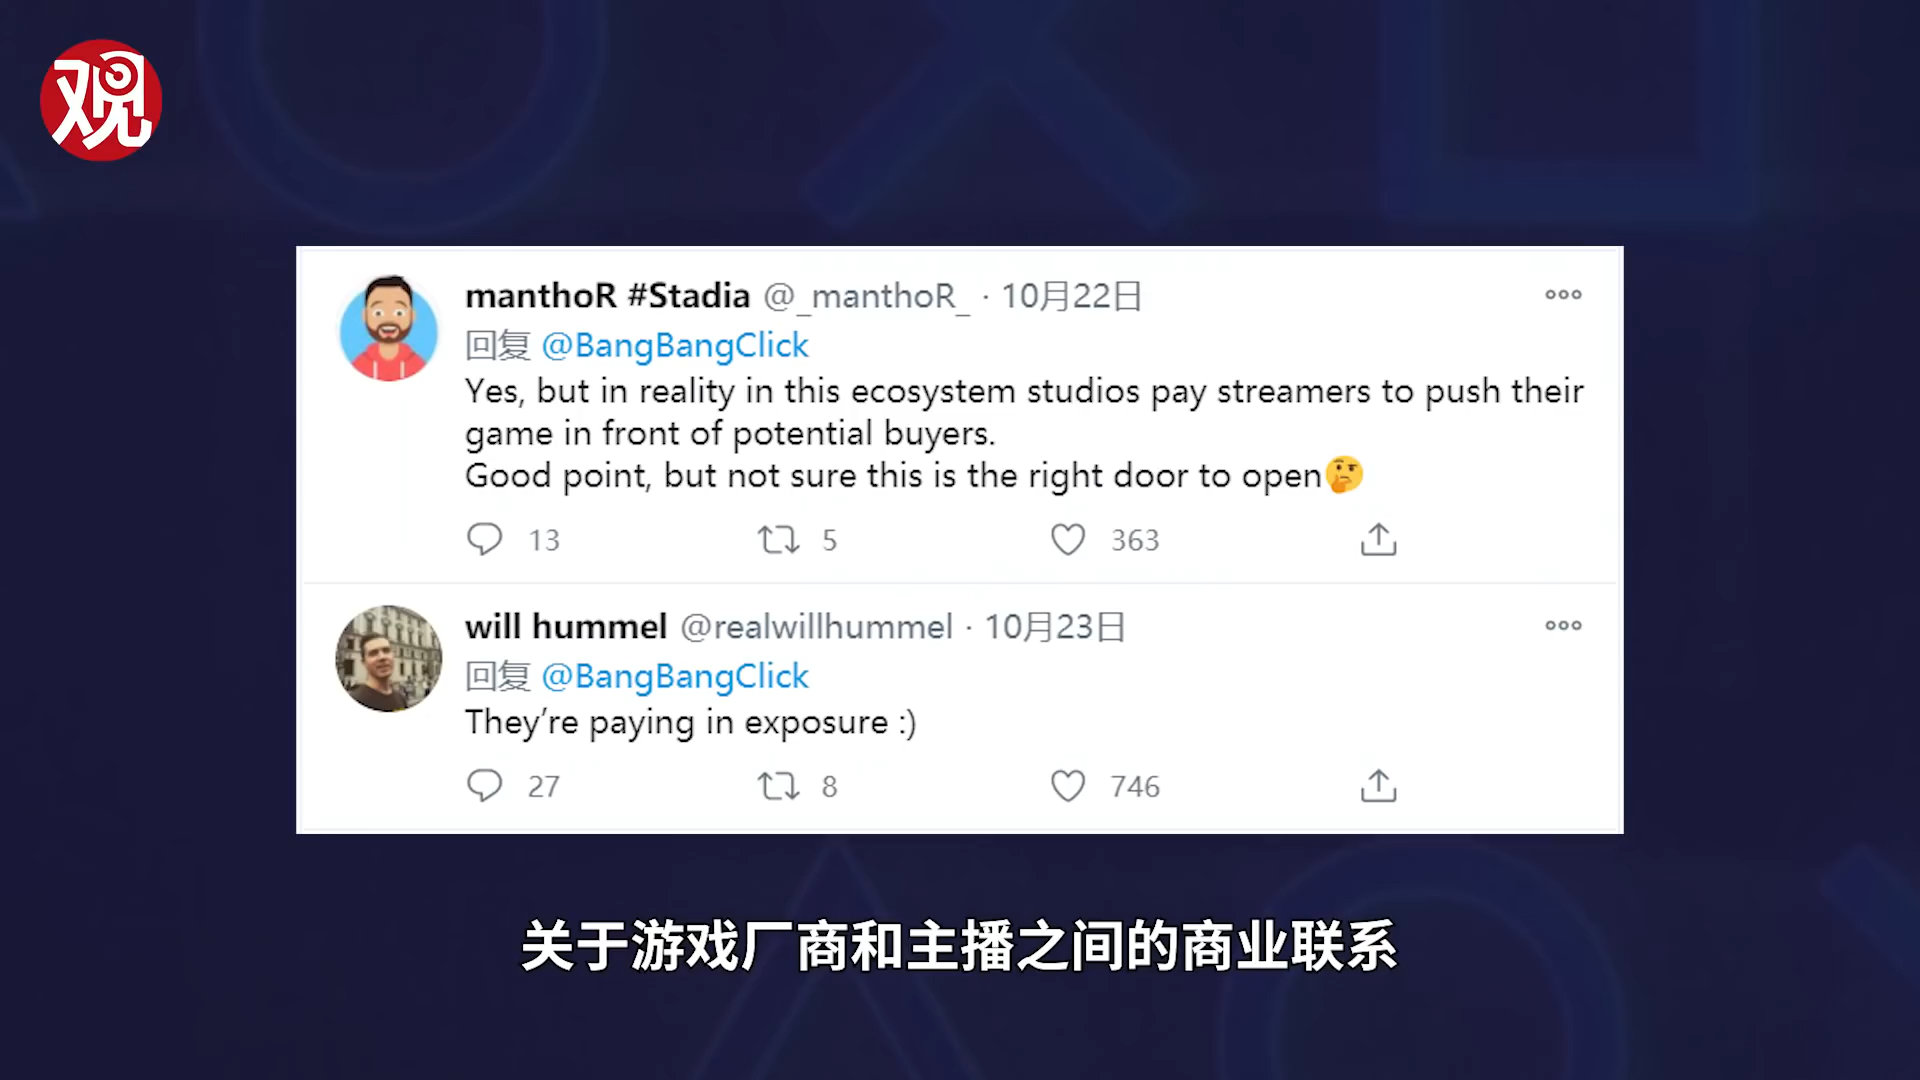 观
manthoR #Stadia @_manthoR_ · 10月22日
回复 @BangBangClick
Yes, but in reality in this ecosystem studios pay streamers to push their
game in front of potential buyers.
Good point, but not sure this is the right door to open🤔
13 5 363
will hummel @realwillhummel · 10月23日
回复 @BangBangClick
They’re paying in exposure :)
27 8 746
关于游戏厂商和主播之间的商业联系